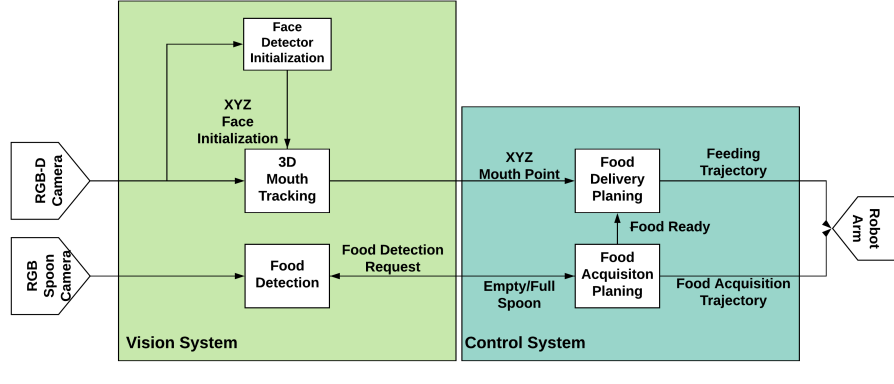 Face
Detector
Initialization
XYZ
Face
Initialization
RGB-D
Camera
3D
Mouth
Tracking
XYZ
Mouth Point
Food
Delivery
Planing
Feeding
Trajectory
Robot
Arm
Food Ready
RGB
Spoon
Camera
Food
Detection
Food Detection
Request
Empty/Full
Spoon
Food
Acquisiton
Planing
Food Acquisition
Trajectory
Vision System
Control System